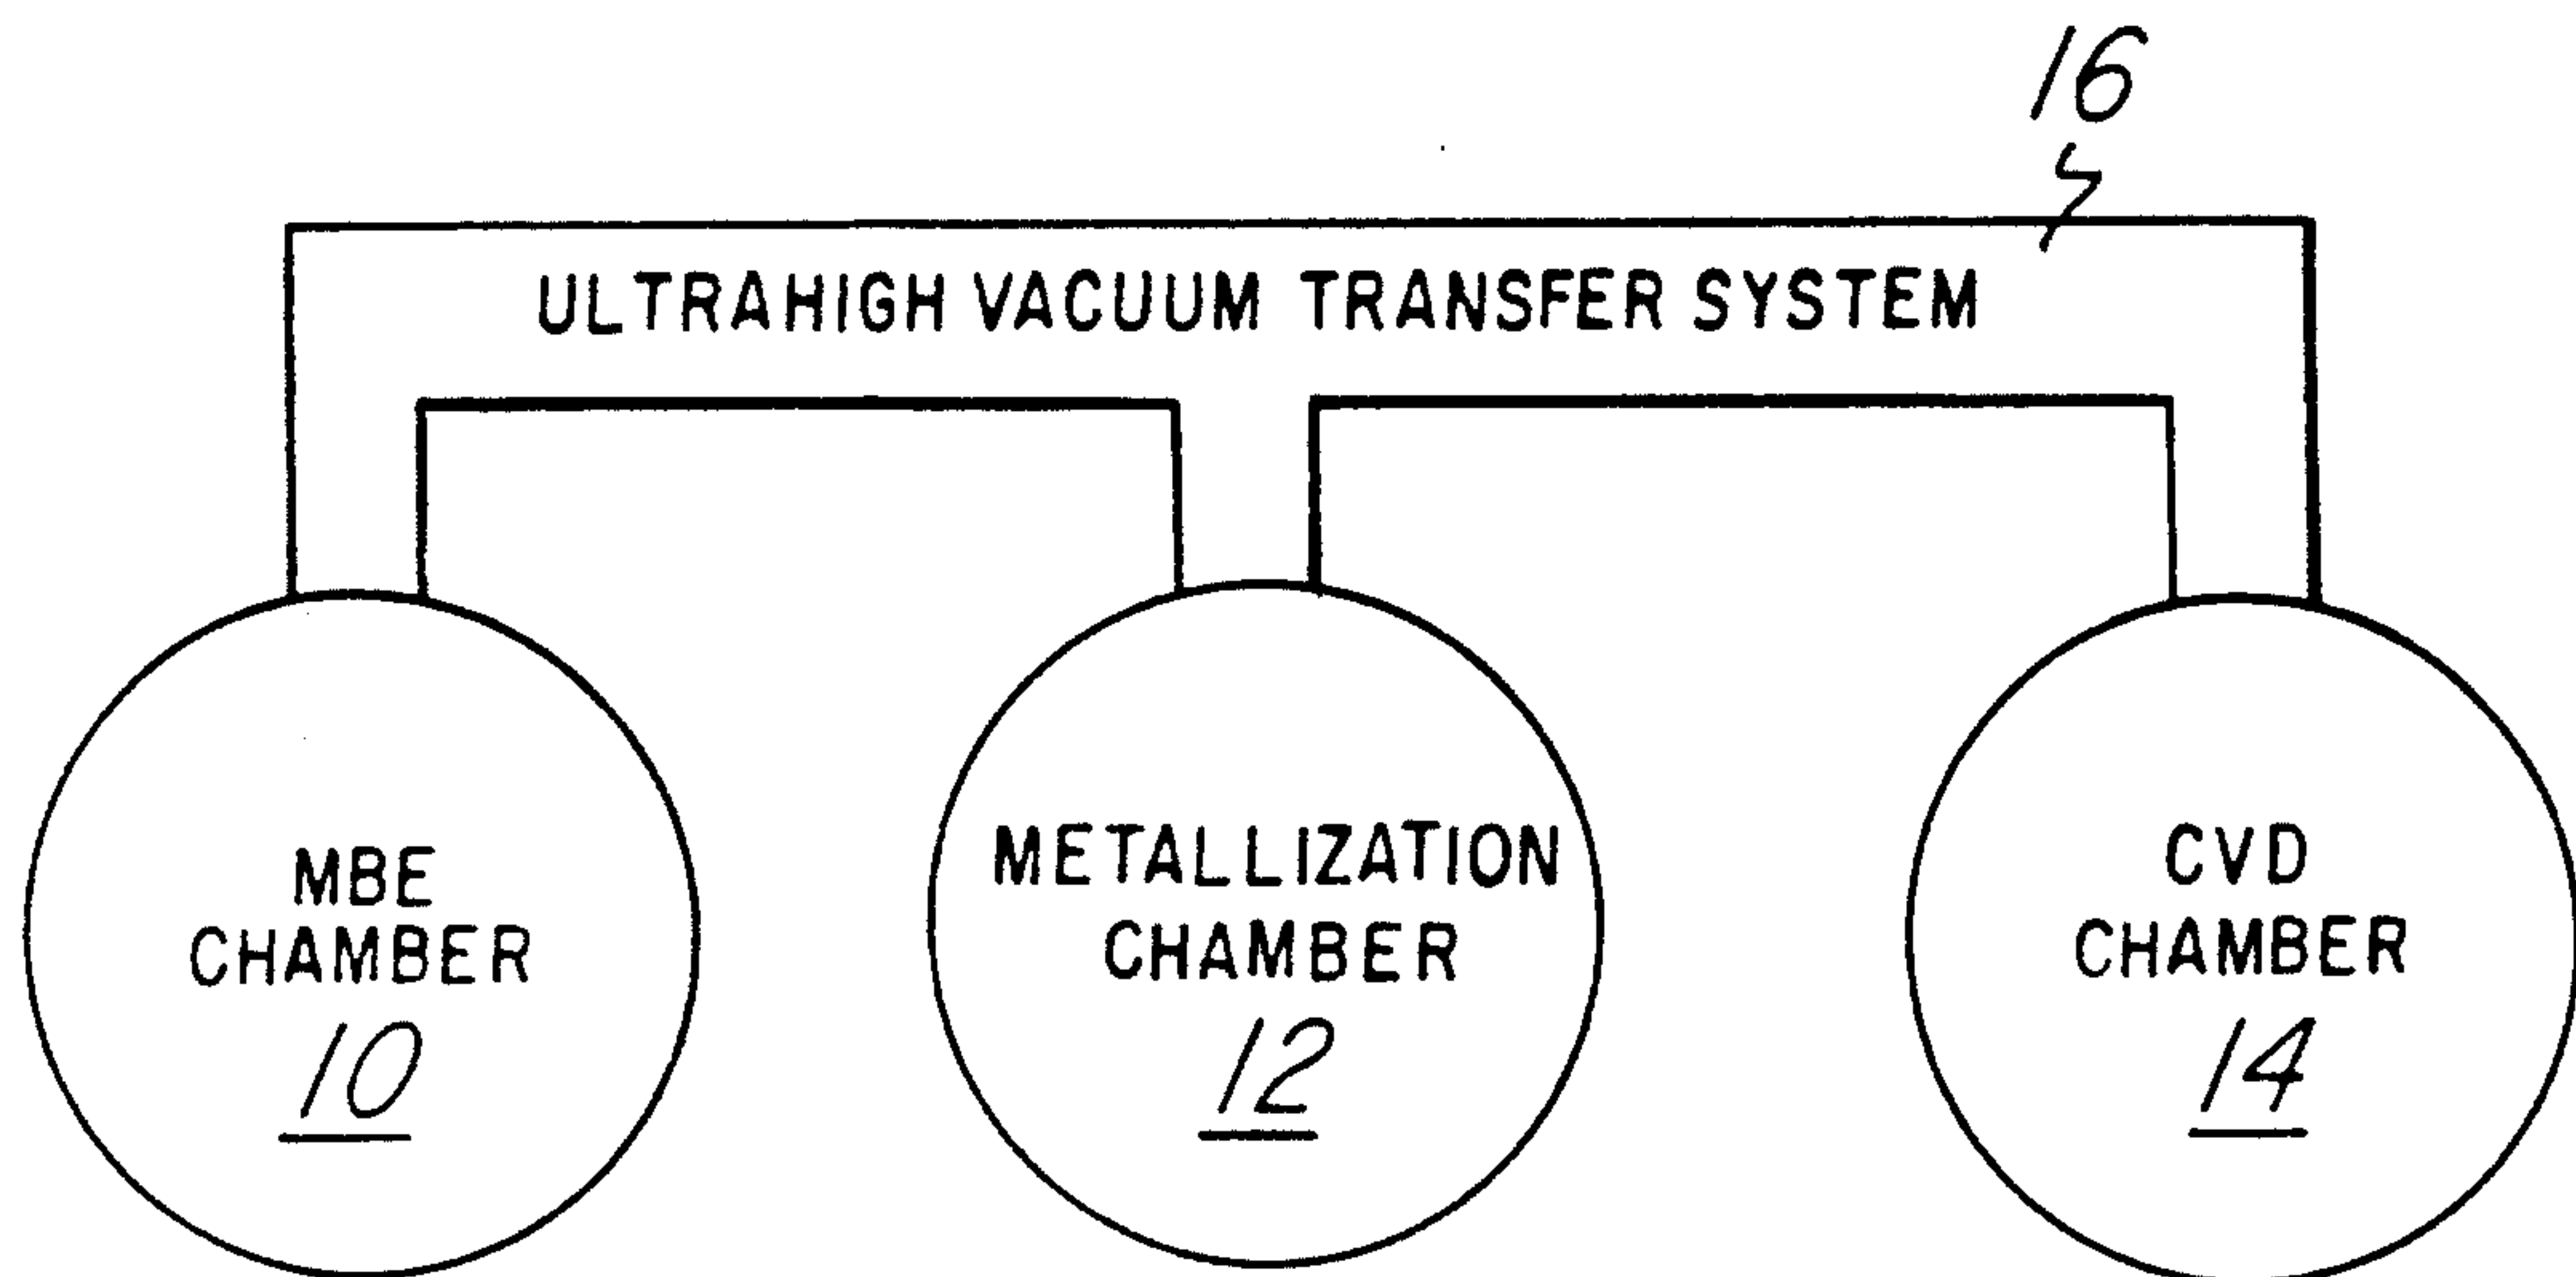 16
ULTRAHIGH VACUUM TRANSFER SYSTEM
MBE
CHAMBER
10
METALLIZATION
CHAMBER
12
CVD
CHAMBER
14